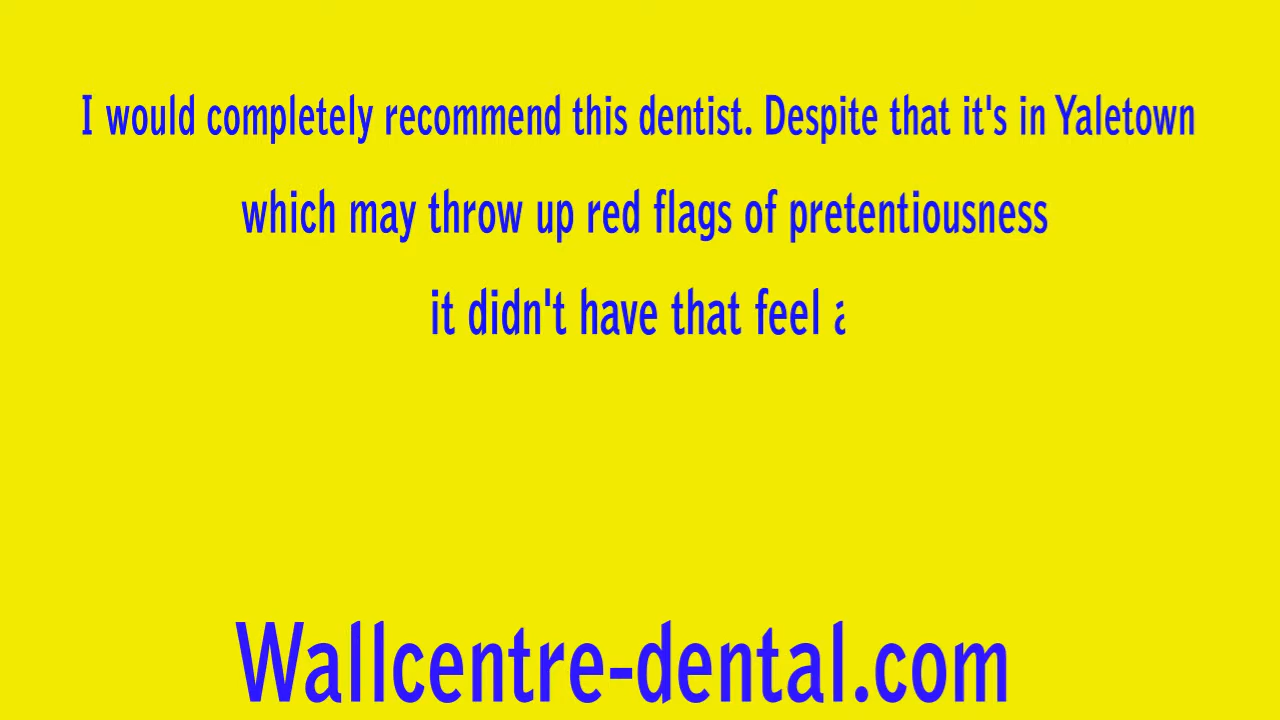 I would completely recommend this dentist. Despite that it's in Yaletown
which may throw up red flags of pretentiousness
it didn't have that feel
Wallcentre-dental.com